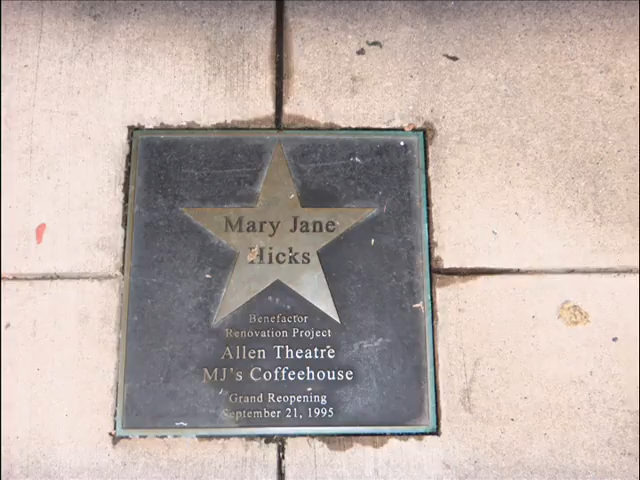 Mary Jane
Hicks
Benefactor
Renovation Project
Allen Theatre
MJ's Coffeehouse
Grand Reopening
September 21, 1995